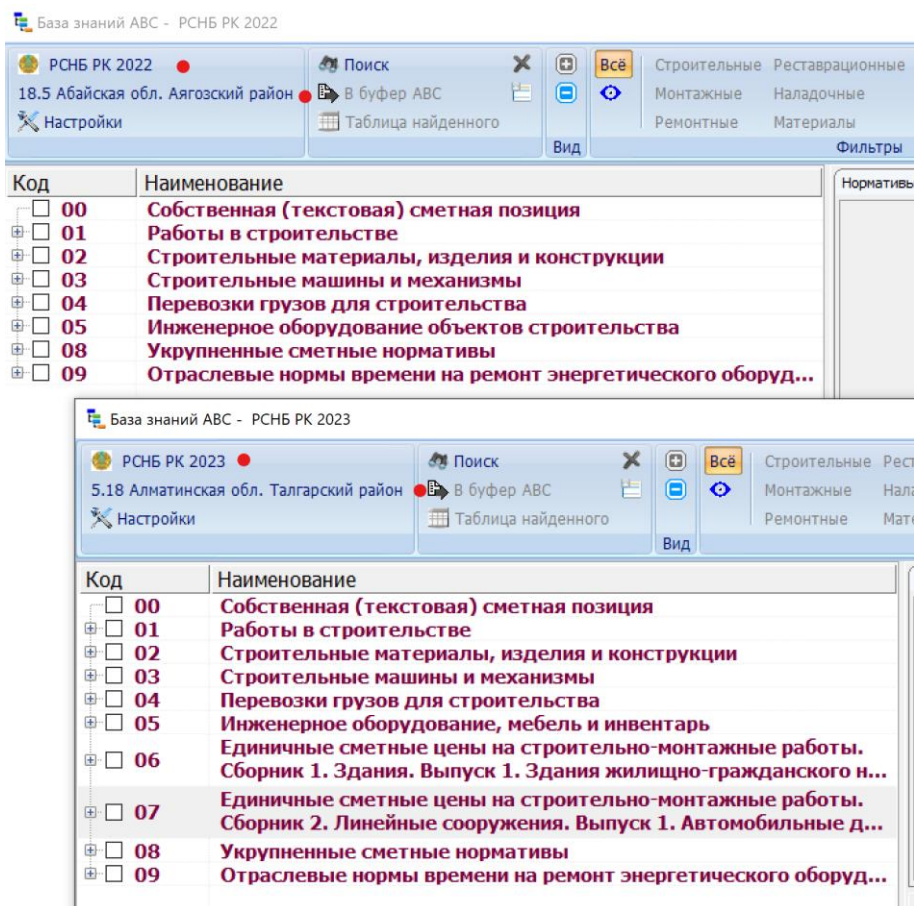 База знаний АВС - РСНБ РК 2022
РСНБ РК 2022 Поиск Всё Строительные Реставрационные
18.5 Абайская обл. Аягозский район В буфер АВС Монтажные Наладочные
Настройки Таблица найденного Ремонтные Материалы
Вид Фильтры
Код Наименование Нормативы
00 Собственная (текстовая) сметная позиция
01 Работы в строительстве
02 Строительные материалы, изделия и конструкции
03 Строительные машины и механизмы
04 Перевозки грузов для строительства
05 Инженерное оборудование объектов строительства
08 Укрупненные сметные нормативы
09 Отраслевые нормы времени на ремонт энергетического оборуд...
База знаний АВС - РСНБ РК 2023
РСНБ РК 2023 Поиск Всё Строительные Рест
5.18 Алматинская обл. Талгарский район В буфер АВС Монтажные Нала
Настройки Таблица найденного Ремонтные Мате
Вид
Код Наименование
00 Собственная (текстовая) сметная позиция
01 Работы в строительстве
02 Строительные материалы, изделия и конструкции
03 Строительные машины и механизмы
04 Перевозки грузов для строительства
05 Инженерное оборудование, мебель и инвентарь
06 Единичные сметные цены на строительно-монтажные работы.
Сборник 1. Здания. Выпуск 1. Здания жилищно-гражданского н...
07 Единичные сметные цены на строительно-монтажные работы.
Сборник 2. Линейные сооружения. Выпуск 1. Автомобильные д...
08 Укрупненные сметные нормативы
09 Отраслевые нормы времени на ремонт энергетического оборуд...